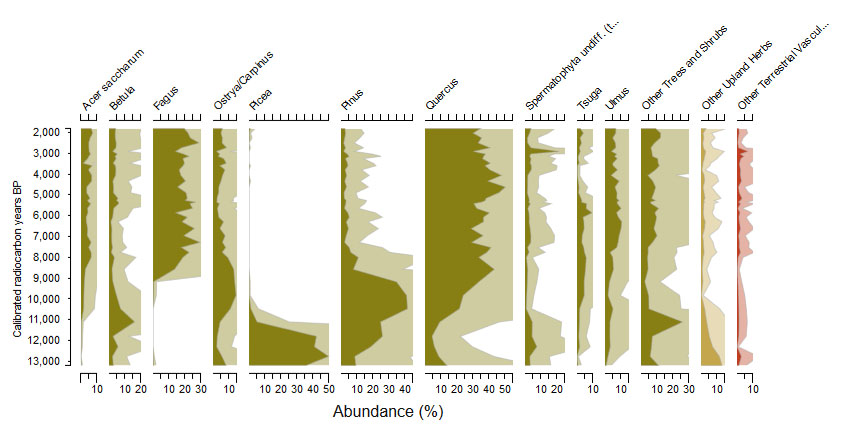 Acer saccharum
Betula
Fagus
Ostrya/Carpinus
Picea
Pinus
Quercus
Spermatophyta undiff. (t...
Tsuga
Ulmus
Other Trees and Shrubs
Other Upland Herbs
Other Terrestrial Vascul...
Calibrated radiocarbon years BP
2,000
3,000
4,000
5,000
6,000
7,000
8,000
9,000
10,000
11,000
12,000
13,000
10 10 20 10 20 30 10 10 20 30 40 50 10 20 30 40 10 20 30 40 50 10 20 10 10 10 20 30 10 10
Abundance (%)